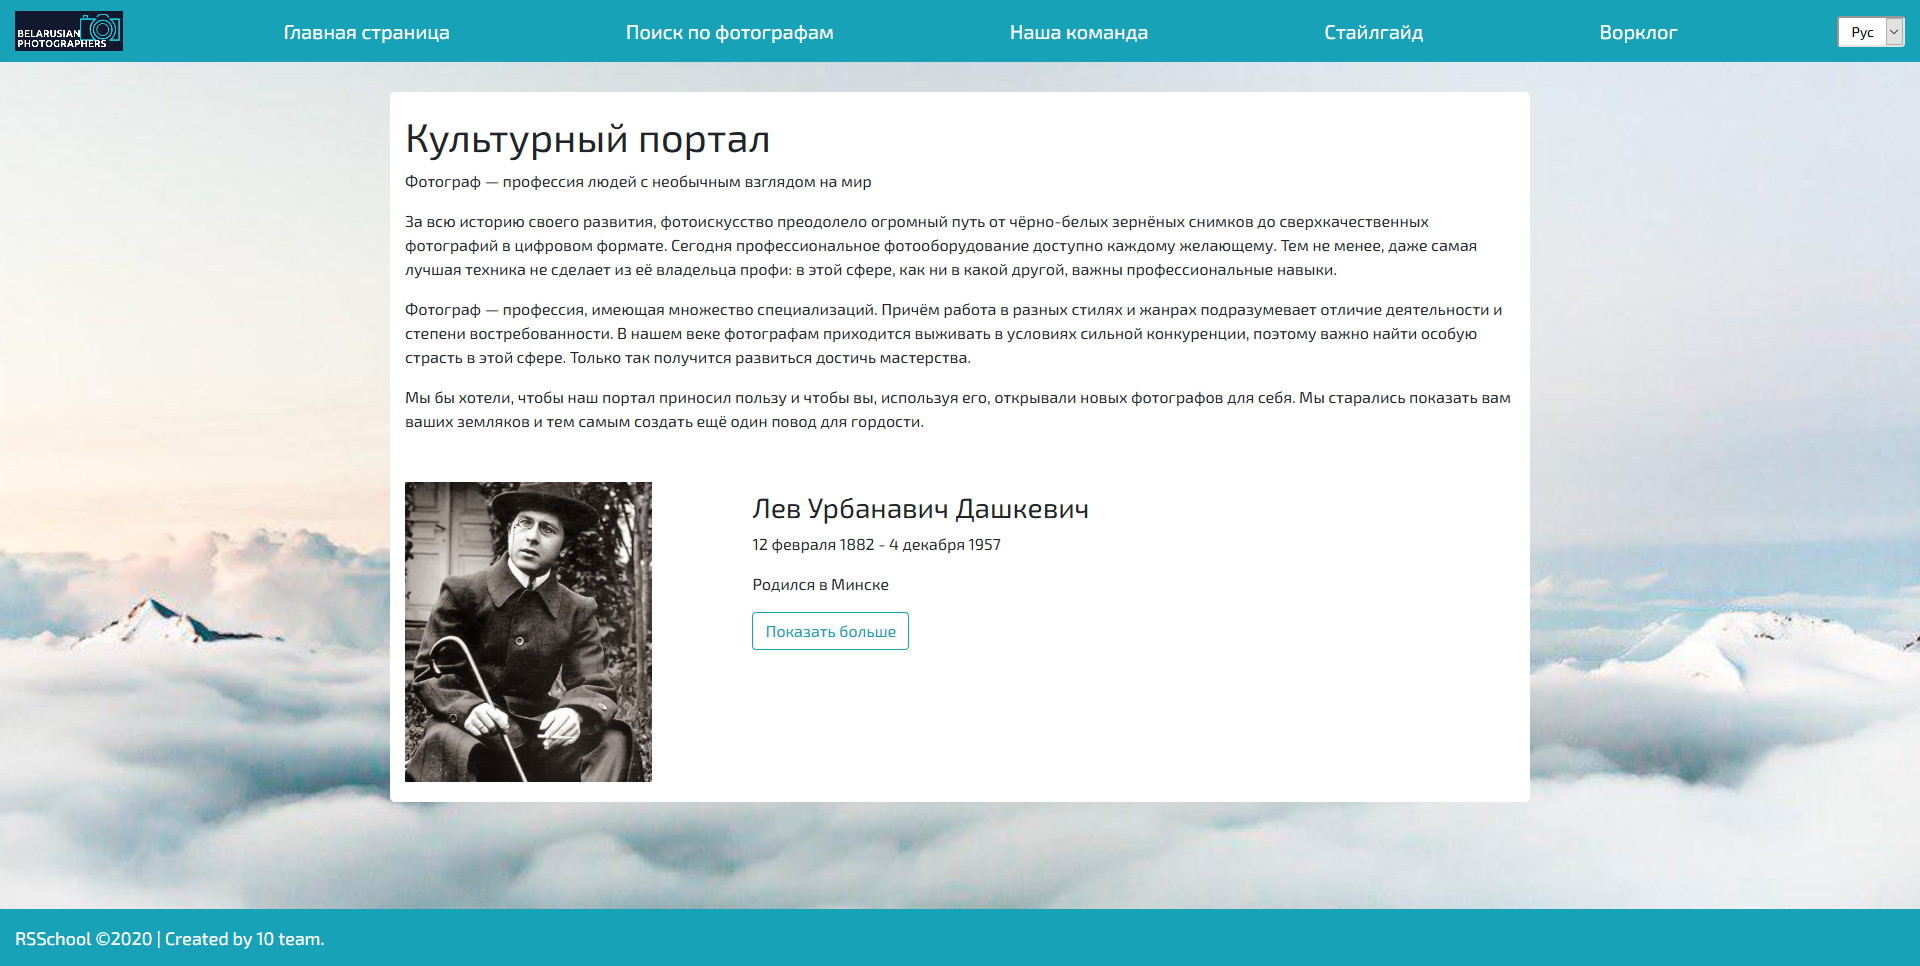 BELARUSIAN
PHOTOGRAPHERS
Главная страница
Поиск по фотографам
Наша команда
Стайлгайд
Ворклог
Рус
Культурный портал
Фотограф — профессия людей с необычным взглядом на мир
За всю историю своего развития, фотоискусство преодолело огромный путь от чёрно-белых зернёных снимков до сверхкачественных
фотографий в цифровом формате. Сегодня профессиональное фотооборудование доступно каждому желающему. Тем не менее, даже самая
лучшая техника не сделает из её владельца профи: в этой сфере, как ни в какой другой, важны профессиональные навыки.
Фотограф — профессия, имеющая множество специализаций. Причём работа в разных стилях и жанрах подразумевает отличие деятельности и
степени востребованности. В нашем веке фотографам приходится выживать в условиях сильной конкуренции, поэтому важно найти особую
страсть в этой сфере. Только так получится развиться достичь мастерства.
Мы бы хотели, чтобы наш портал приносил пользу и чтобы вы, используя его, открывали новых фотографов для себя. Мы старались показать вам
ваших земляков и тем самым создать ещё один повод для гордости.
Лев Урбанавич Дашкевич
12 февраля 1882 - 4 декабря 1957
Родился в Минске
Показать больше
RSSchool ©2020 | Created by 10 team.